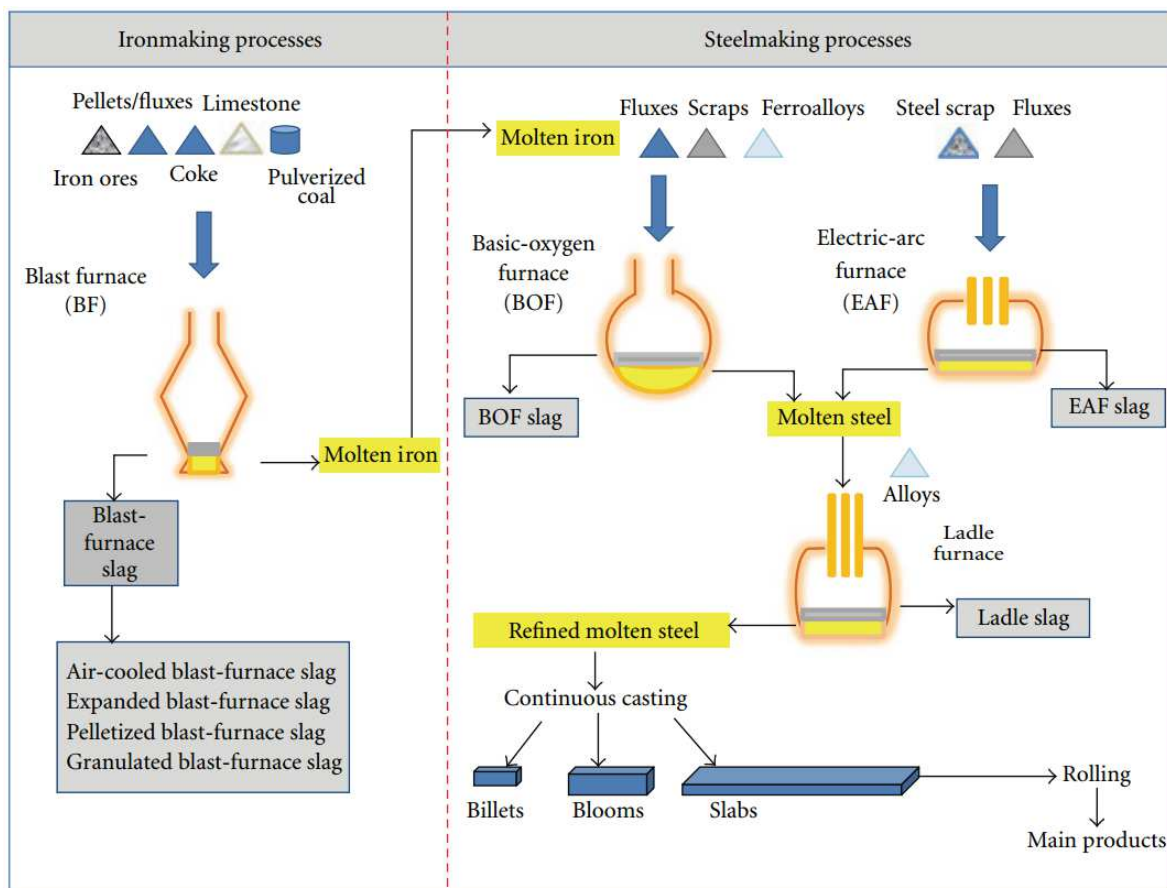 Ironmaking processes
Steelmaking processes
Pellets/fluxes
Limestone
Iron ores
Coke
Pulverized
coal
Blast furnace
(BF)
Molten iron
Blast-
furnace
slag
Air-cooled blast-furnace slag
Expanded blast-furnace slag
Pelletized blast-furnace slag
Granulated blast-furnace slag
Molten iron
Fluxes
Scraps
Ferroalloys
Steel scrap
Fluxes
Basic-oxygen
furnace
(BOF)
Electric-arc
furnace
(EAF)
BOF slag
Molten steel
EAF slag
Alloys
Ladle
furnace
Refined molten steel
Ladle slag
Continuous casting
Billets
Blooms
Slabs
Rolling
Main products